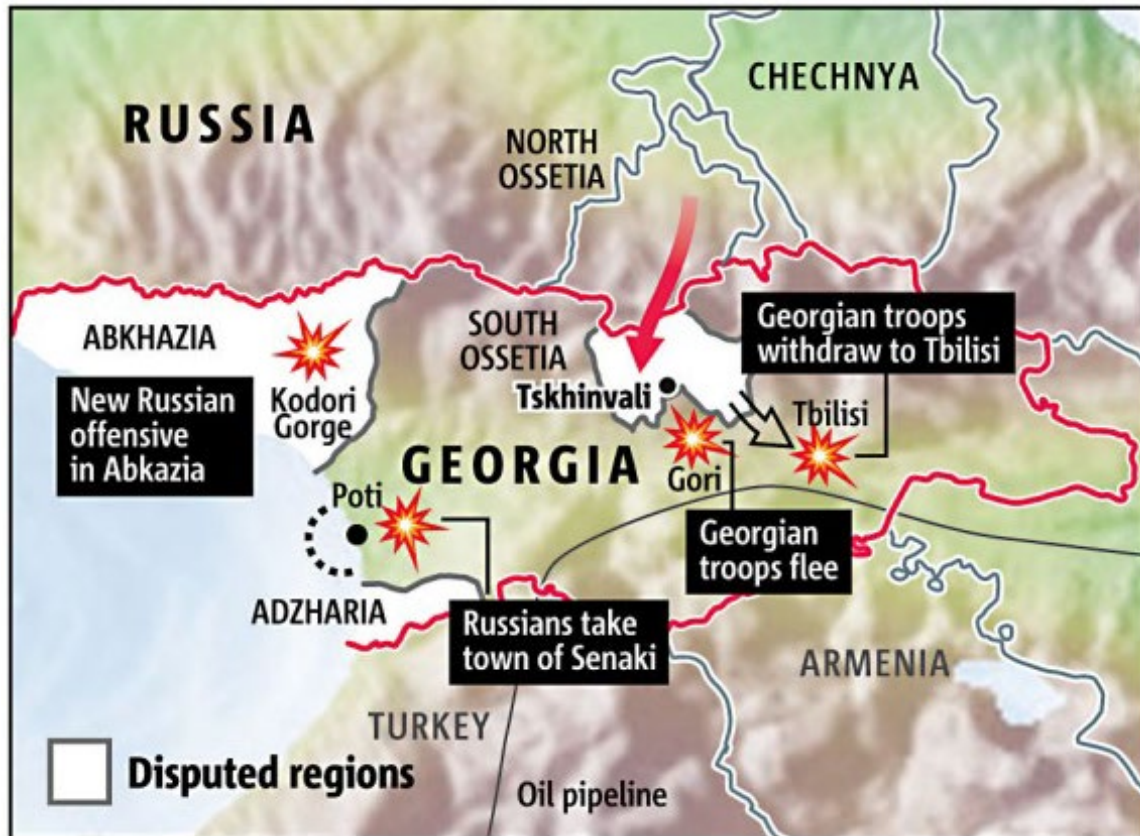 CHECHNYA
RUSSIA
NORTH
OSSETIA
ABKHAZIA
SOUTH
OSSETIA
Georgian troops
withdraw to Tbilisi
New Russian
offensive
in Abkazia
Kodori
Gorge
Tskhinvali
Tbilisi
GEORGIA
Gori
Poti
Georgian
troops flee
ADZHARIA
Russians take
town of Senaki
ARMENIA
TURKEY
Disputed regions
Oil pipeline